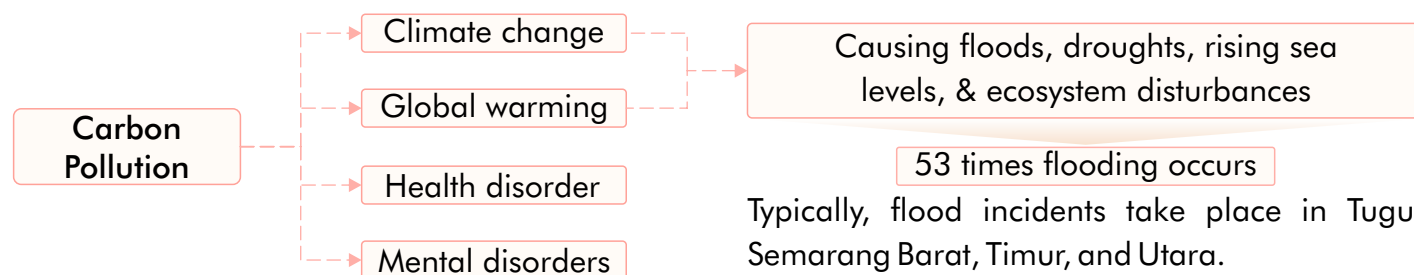 Carbon
Pollution
Climate change
Global warming
Health disorder
Mental disorders
Causing floods, droughts, rising sea
levels, & ecosystem disturbances
53 times flooding occurs
Typically, flood incidents take place in Tugu
Semarang Barat, Timur, and Utara.